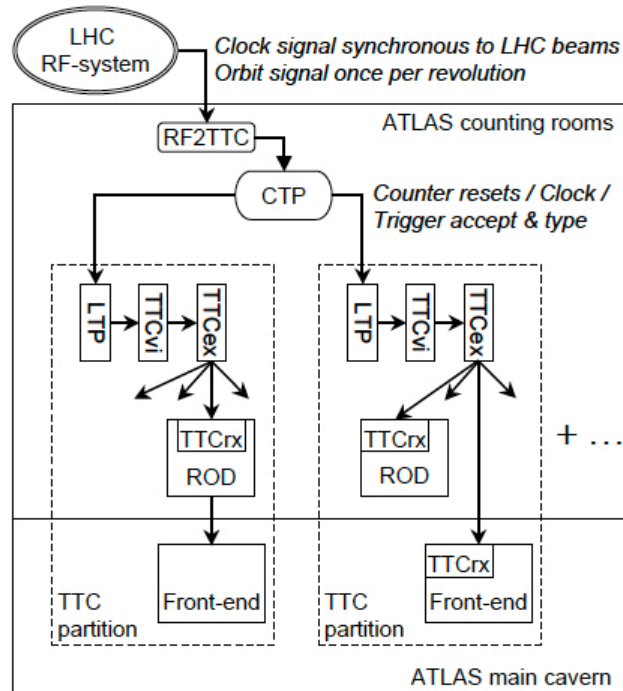 LHC
RF-system
Clock signal synchronous to LHC beams
Orbit signal once per revolution
ATLAS counting rooms
RF2TTC
CTP
Counter resets / Clock /
Trigger accept & type
LTP
TTCvi
TTCex
LTP
TTCvi
TTCex
TTCrx
ROD
TTCrx
ROD
+ ...
TTC
partition
Front-end
TTC
partition
TTCrx
Front-end
ATLAS main cavern